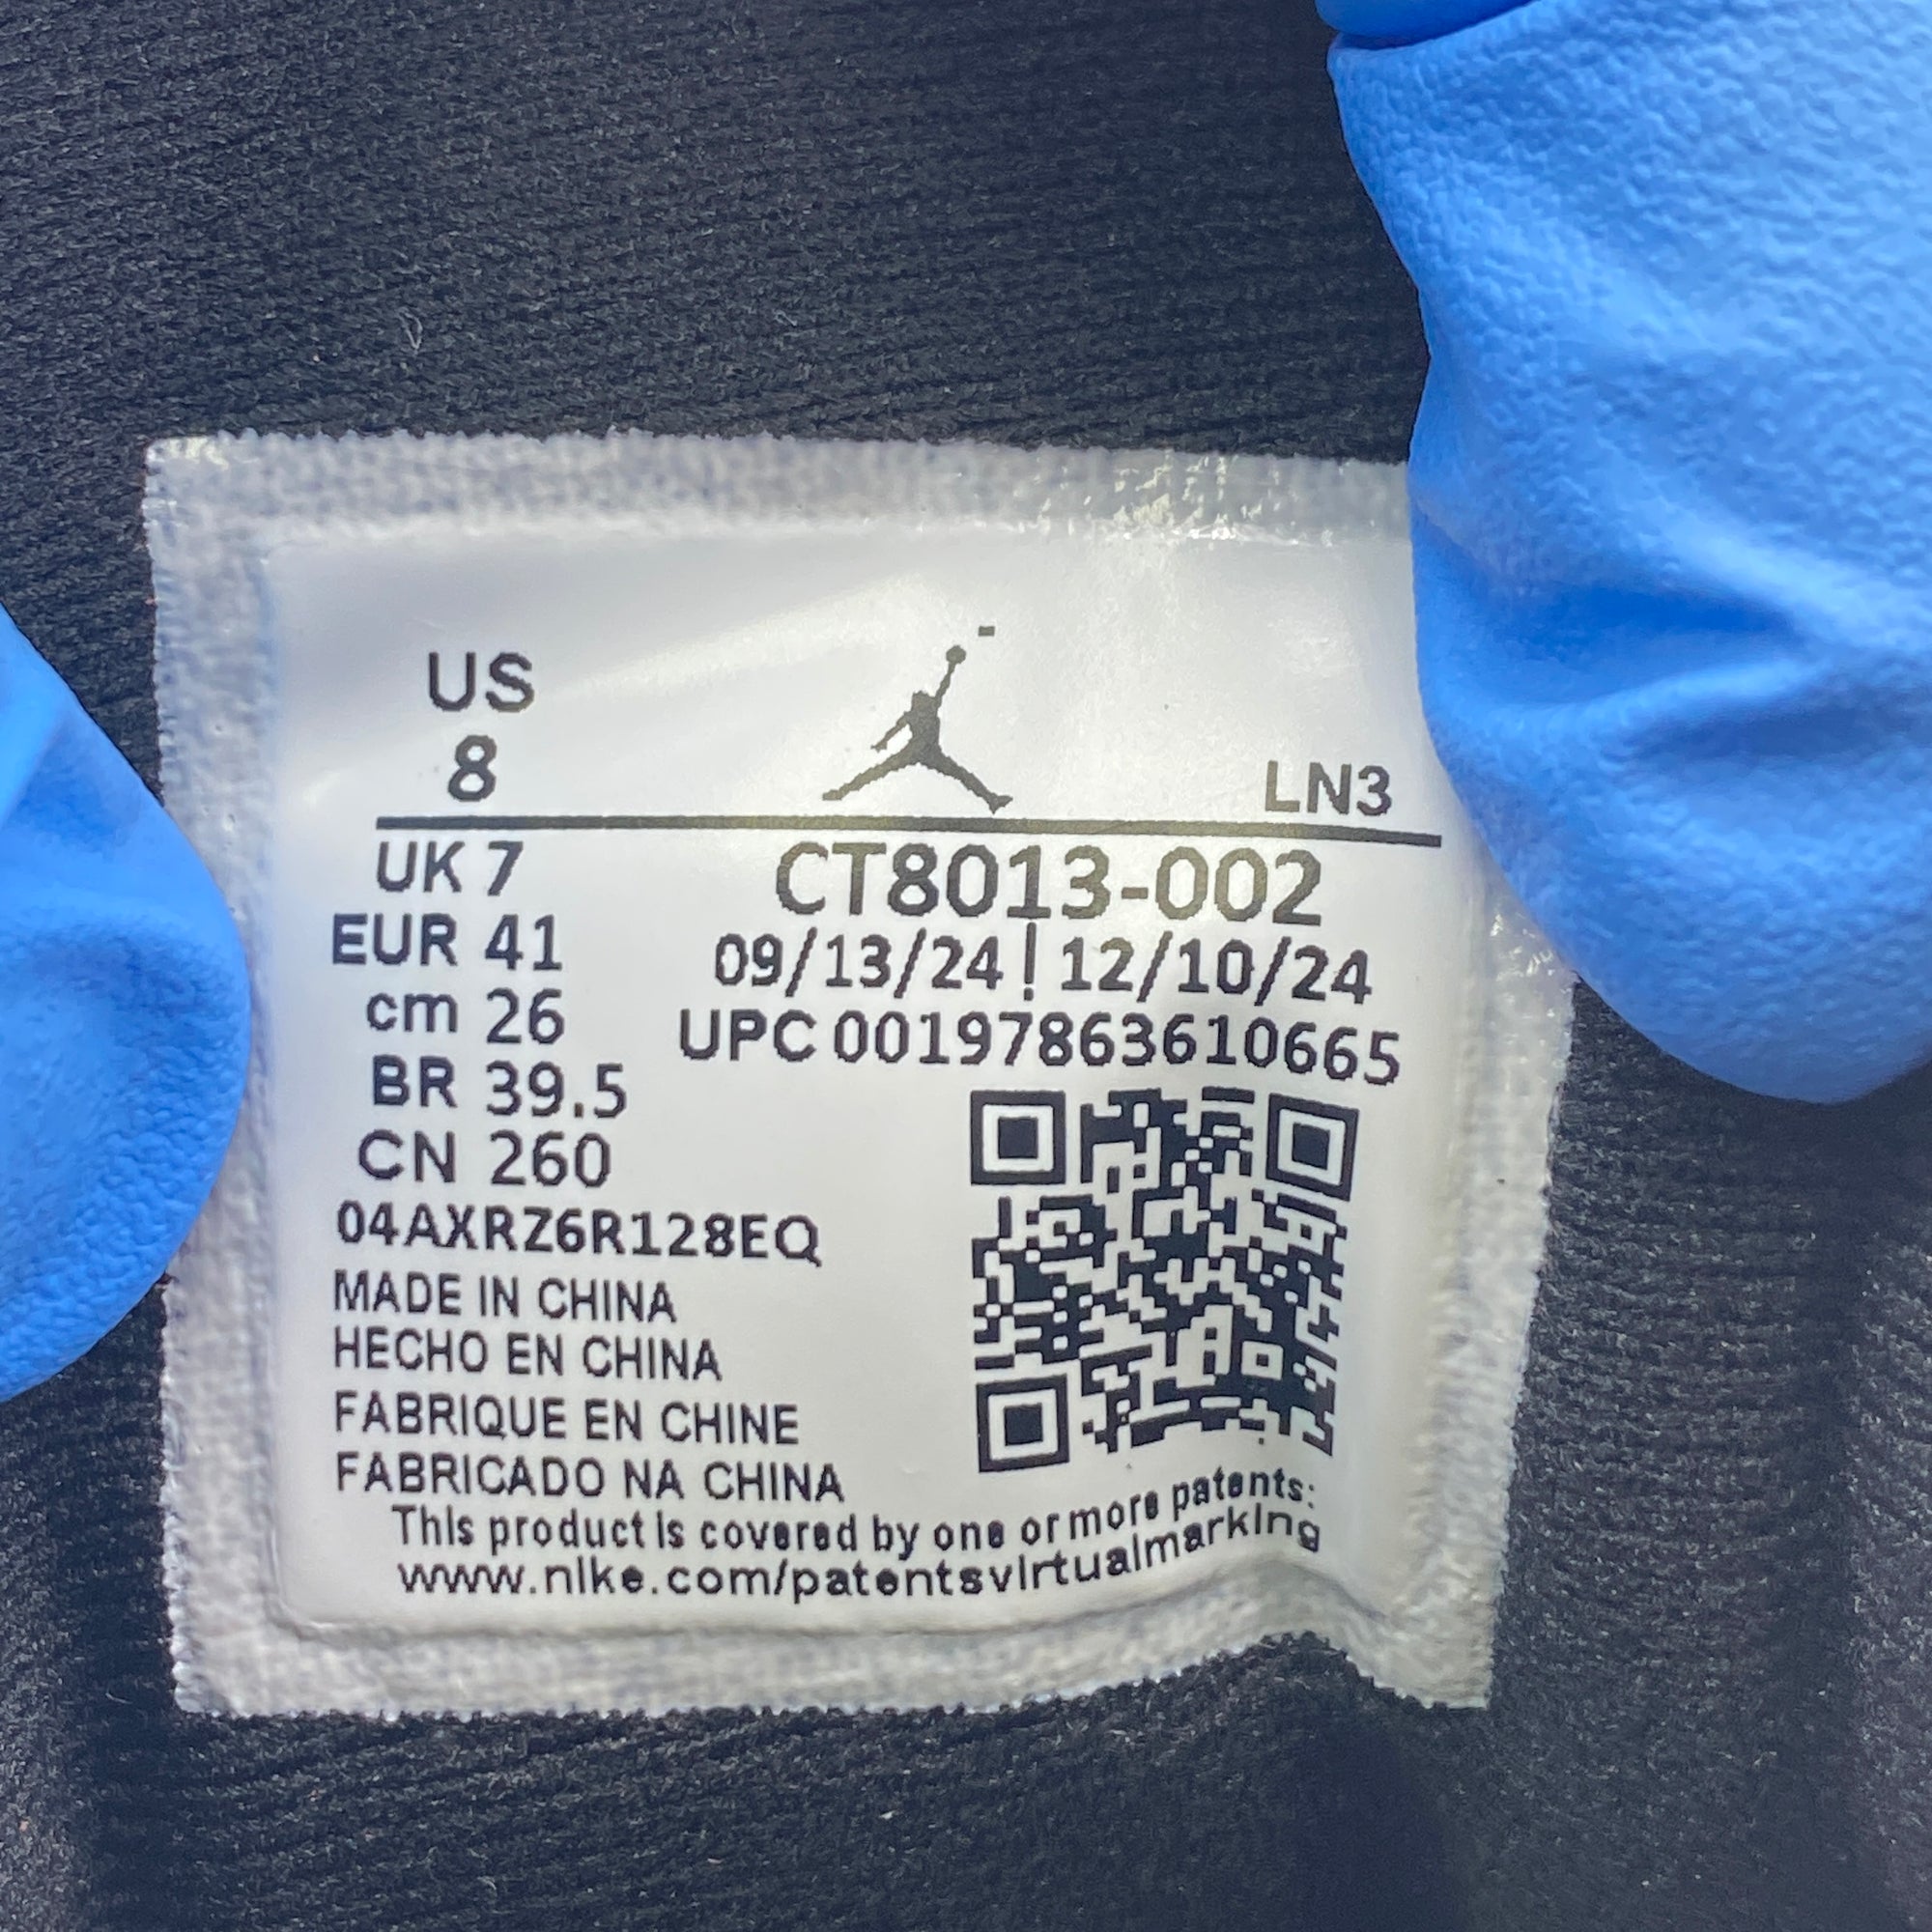 US
8
LN3
UK 7
CT8013-002
EUR 41
09/13/24 | 12/10/24
cm 26
UPC 00197863610665
BR 39.5
CN 260
04AXRZ6R128EQ
MADE IN CHINA
HECHO EN CHINA
FABRIQUE EN CHINE
FABRICADO NA CHINA
This product is covered by one or more patents:
www.nike.com/patentsvirtualmarking